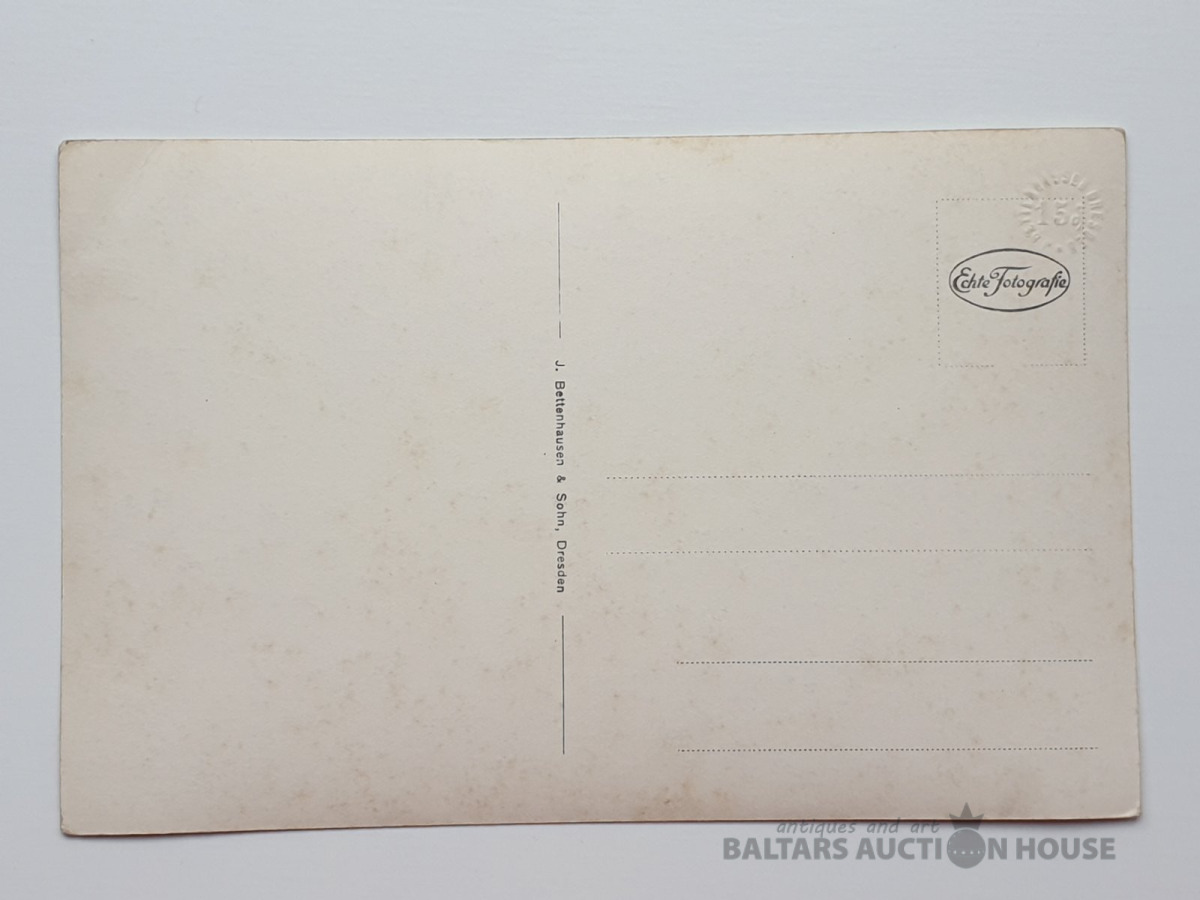 15
Echte Fotografie
J. Bettenhausen & Sohn, Dresden
antiques and art
BALTARS AUCTION HOUSE